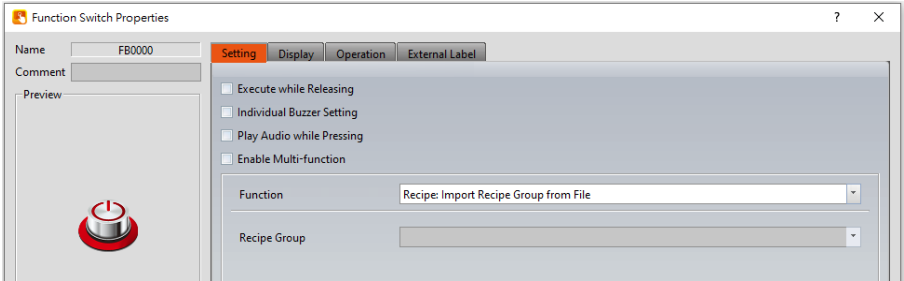 Function Switch Properties ? ×
Name FB0000
Comment
Preview
Setting Display Operation External Label
Execute while Releasing
Individual Buzzer Setting
Play Audio while Pressing
Enable Multi-function
Function Recipe: Import Recipe Group from File
Recipe Group